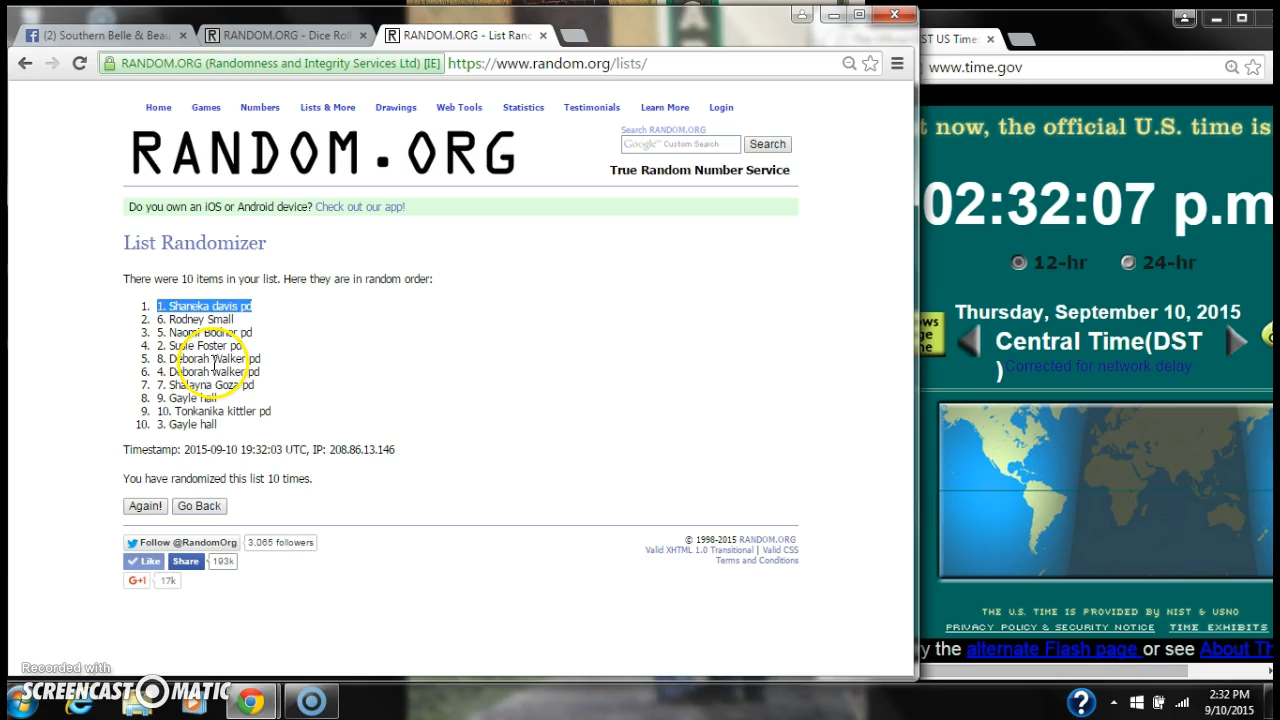 (2) Southern Belle & Beau
RANDOM.ORG - Dice Roll
RANDOM.ORG - List Ranc
ST US Time
RANDOM.ORG (Randomness and Integrity Services Ltd) [IE]
https://www.random.org/lists/
www.time.gov
Home Games Numbers Lists & More Drawings Web Tools Statistics Testimonials Learn More Login
RANDOM.ORG
Search RANDOM.ORG
Google™ Custom Search
Search
True Random Number Service
Do you own an iOS or Android device? Check out our app!
List Randomizer
There were 10 items in your list. Here they are in random order:
1. 1. Shaneka davis pd
2. 6. Rodney Small
3. 5. Naomi Bodner pd
4. 2. Susie Foster pd
5. 8. Deborah Walker pd
6. 4. Deborah walker pd
7. 7. Shalayna Goza pd
8. 9. Gayle hall
9. 10. Tonkanika kittler pd
10. 3. Gayle hall
Timestamp: 2015-09-10 19:32:03 UTC, IP: 208.86.13.146
You have randomized this list 10 times.
Again! Go Back
Follow @RandomOrg 3,065 followers
Like Share 193k
G+1 17k
© 1998-2015 RANDOM.ORG
Valid XHTML 1.0 Transitional | Valid CSS
Terms and Conditions
t now, the official U.S. time is
02:32:07 p.m
12-hr 24-hr
Thursday, September 10, 2015
Central Time(DST
)
Corrected for network delay
THE U.S. TIME IS PROVIDED BY NIST & USNO
PRIVACY POLICY & SECURITY NOTICE TIME EXHIBITS
ry the alternate Flash page or see About Th
Recorded with
SCREENCAST-O-MATIC
2:32 PM
9/10/2015